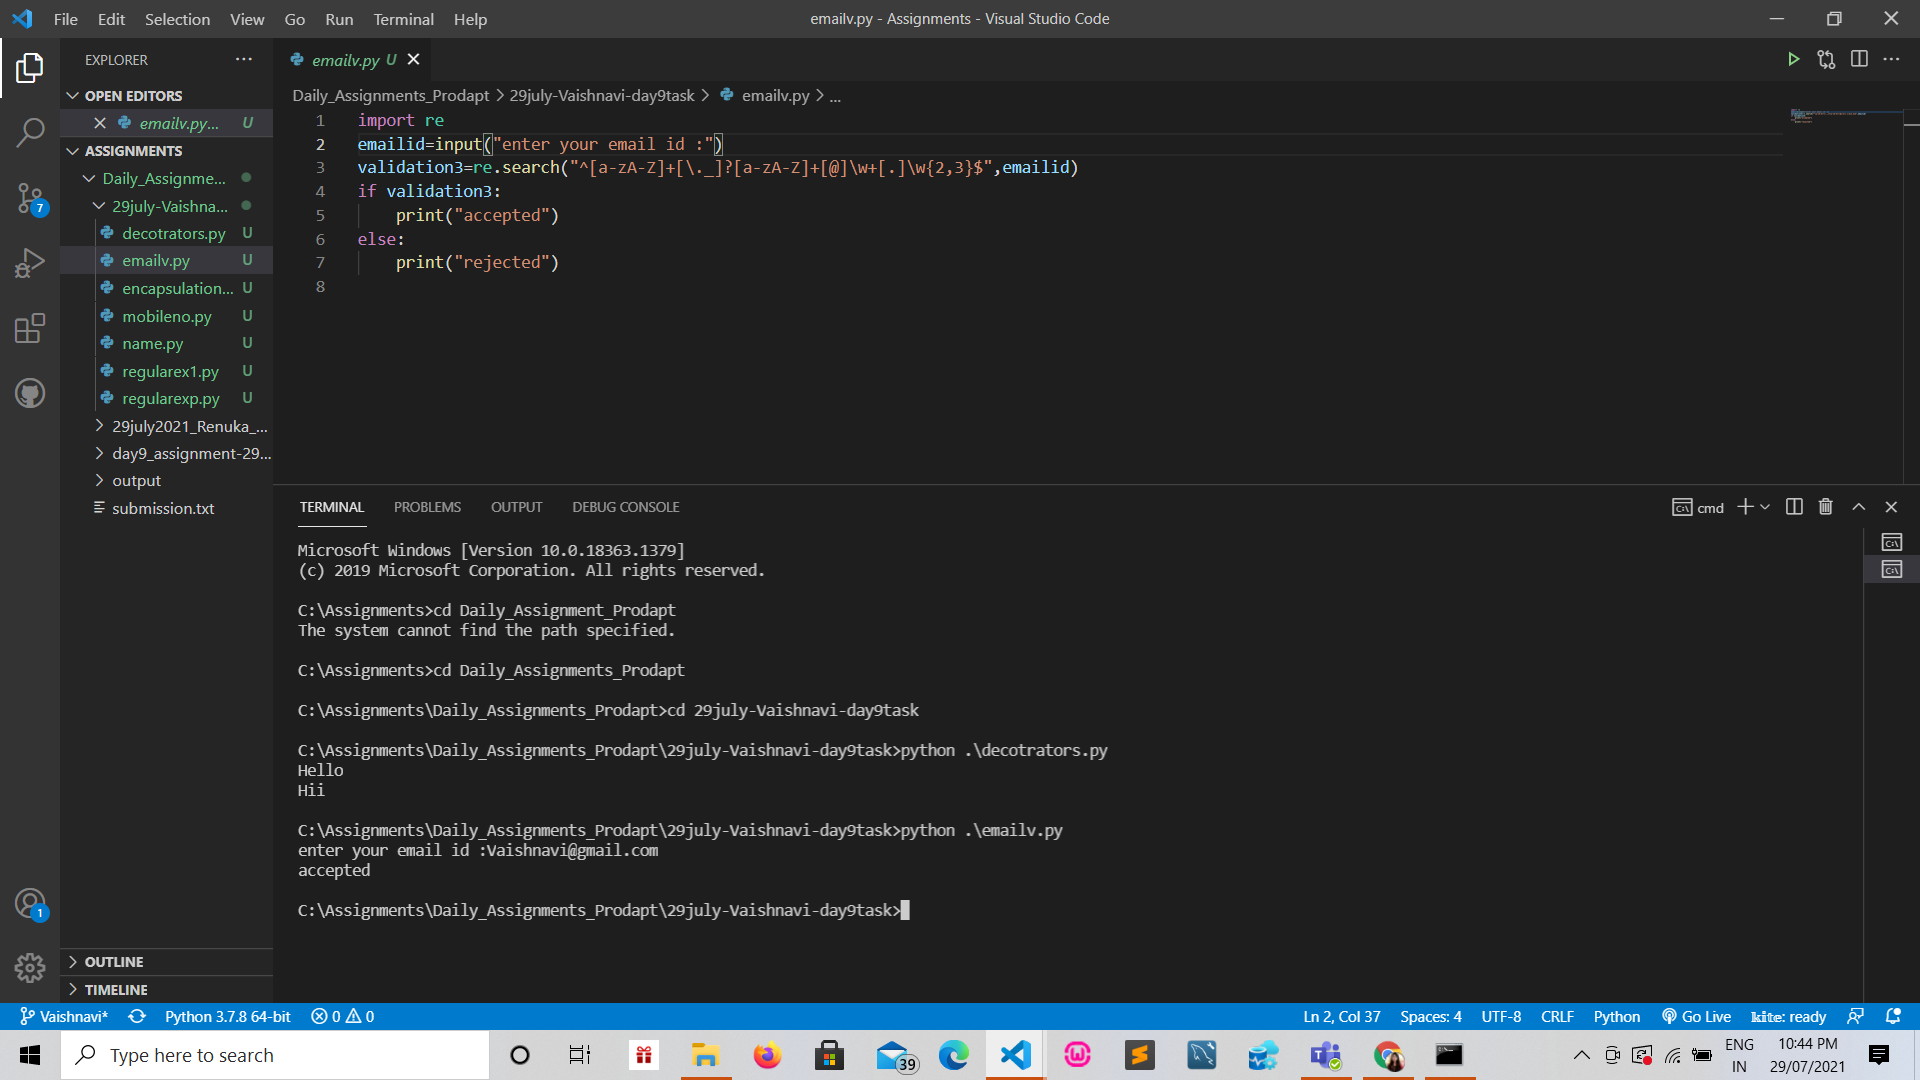 File Edit Selection View Go Run Terminal Help
emailv.py - Assignments - Visual Studio Code
EXPLORER
OPEN EDITORS
emailv.py... U
ASSIGNMENTS
Daily_Assignme...
29july-Vaishna...
decotrators.py U
emailv.py U
encapsulation... U
mobileno.py U
name.py U
regularex1.py U
regularexp.py U
29july2021_Renuka_...
day9_assignment-29...
output
submission.txt
OUTLINE
TIMELINE
7
1
emailv.py U
Daily_Assignments_Prodapt > 29july-Vaishnavi-day9task > emailv.py > ...
1 import re
2 emailid=input("enter your email id :")
3 validation3=re.search("^[a-zA-Z]+[\._]?[a-zA-Z]+[@]\w+[.]\w{2,3}$",emailid)
4 if validation3:
5 print("accepted")
6 else:
7 print("rejected")
8
TERMINAL PROBLEMS OUTPUT DEBUG CONSOLE
cmd
Microsoft Windows [Version 10.0.18363.1379]
(c) 2019 Microsoft Corporation. All rights reserved.
C:\Assignments>cd Daily_Assignment_Prodapt
The system cannot find the path specified.
C:\Assignments>cd Daily_Assignments_Prodapt
C:\Assignments\Daily_Assignments_Prodapt>cd 29july-Vaishnavi-day9task
C:\Assignments\Daily_Assignments_Prodapt\29july-Vaishnavi-day9task>python .\decotrators.py
Hello
Hii
C:\Assignments\Daily_Assignments_Prodapt\29july-Vaishnavi-day9task>python .\emailv.py
enter your email id :Vaishnavi@gmail.com
accepted
C:\Assignments\Daily_Assignments_Prodapt\29july-Vaishnavi-day9task>
Vaishnavi* Python 3.7.8 64-bit 0 0
Ln 2, Col 37 Spaces: 4 UTF-8 CRLF Python Go Live kite: ready
Type here to search
39
ENG
IN
10:44 PM
29/07/2021